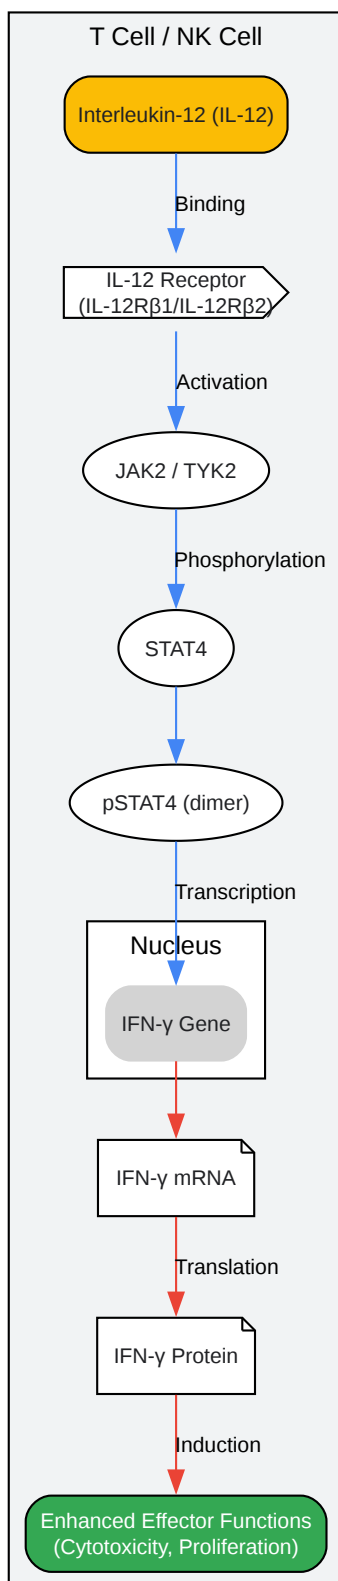 T Cell / NK Cell
Interleukin-12 (IL-12)
Binding
IL-12 Receptor
(IL-12Rβ1/IL-12Rβ2)
Activation
JAK2 / TYK2
Phosphorylation
STAT4
pSTAT4 (dimer)
Transcription
Nucleus
IFN-γ Gene
IFN-γ mRNA
Translation
IFN-γ Protein
Induction
Enhanced Effector Functions
(Cytotoxicity, Proliferation)